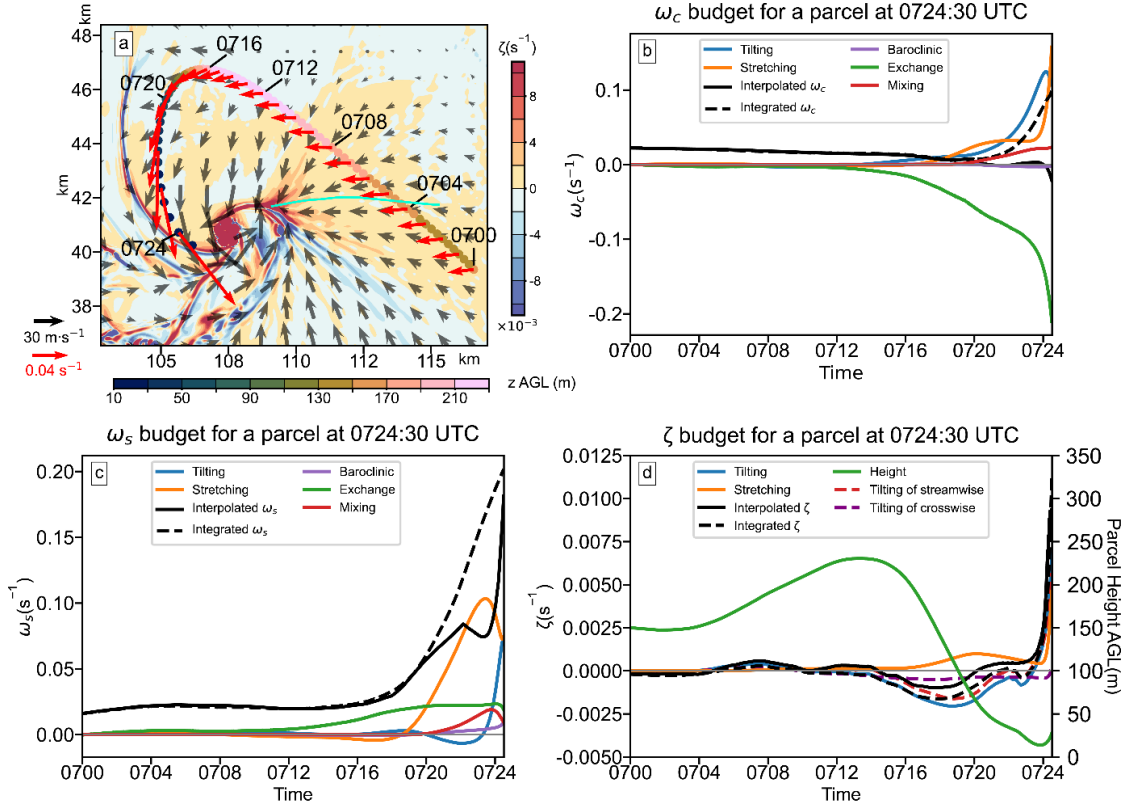 km
48
46
44
42
40
38
km
a
0716
0720
0712
0708
0704
0700
0724
105
108
110
112
115
km
ζ(s⁻¹)
8
4
0
-4
-8
×10⁻³
30 m·s⁻¹
0.04 s⁻¹
10
50
90
130
170
210
z AGL (m)
ω_c budget for a parcel at 0724:30 UTC
b
Tilting
Stretching
Interpolated ω_c
Integrated ω_c
Baroclinic
Exchange
Mixing
0.1
0.0
-0.1
-0.2
ω_c(s⁻¹)
0700
0704
0708
0712
0716
0720
0724
Time
ω_s budget for a parcel at 0724:30 UTC
c
Tilting
Stretching
Interpolated ω_s
Integrated ω_s
Baroclinic
Exchange
Mixing
0.20
0.15
0.10
0.05
0.00
ω_s(s⁻¹)
0700
0704
0708
0712
0716
0720
0724
Time
ζ budget for a parcel at 0724:30 UTC
d
Tilting
Stretching
Interpolated ζ
Integrated ζ
Height
Tilting of streamwise
Tilting of crosswise
0.0125
0.0100
0.0075
0.0050
0.0025
0.0000
-0.0025
-0.0050
ζ(s⁻¹)
350
300
250
200
150
100
50
0
Parcel Height AGL(m)
0700
0704
0708
0712
0716
0720
0724
Time